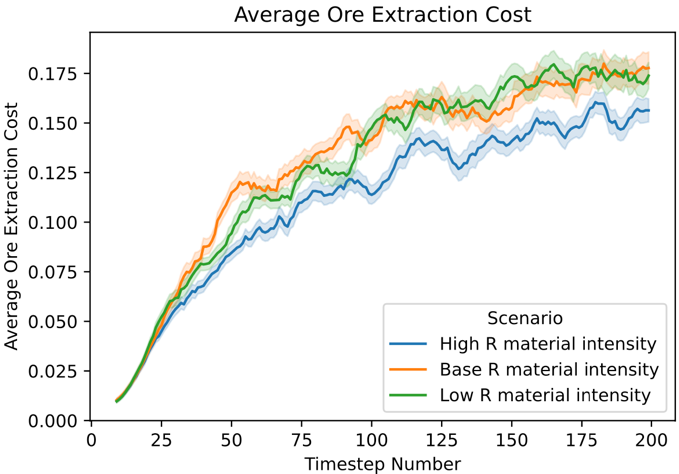 Average Ore Extraction Cost
Average Ore Extraction Cost
0.175
0.150
0.125
0.100
0.075
0.050
0.025
0.000
Scenario
High R material intensity
Base R material intensity
Low R material intensity
0 25 50 75 100 125 150 175 200
Timestep Number